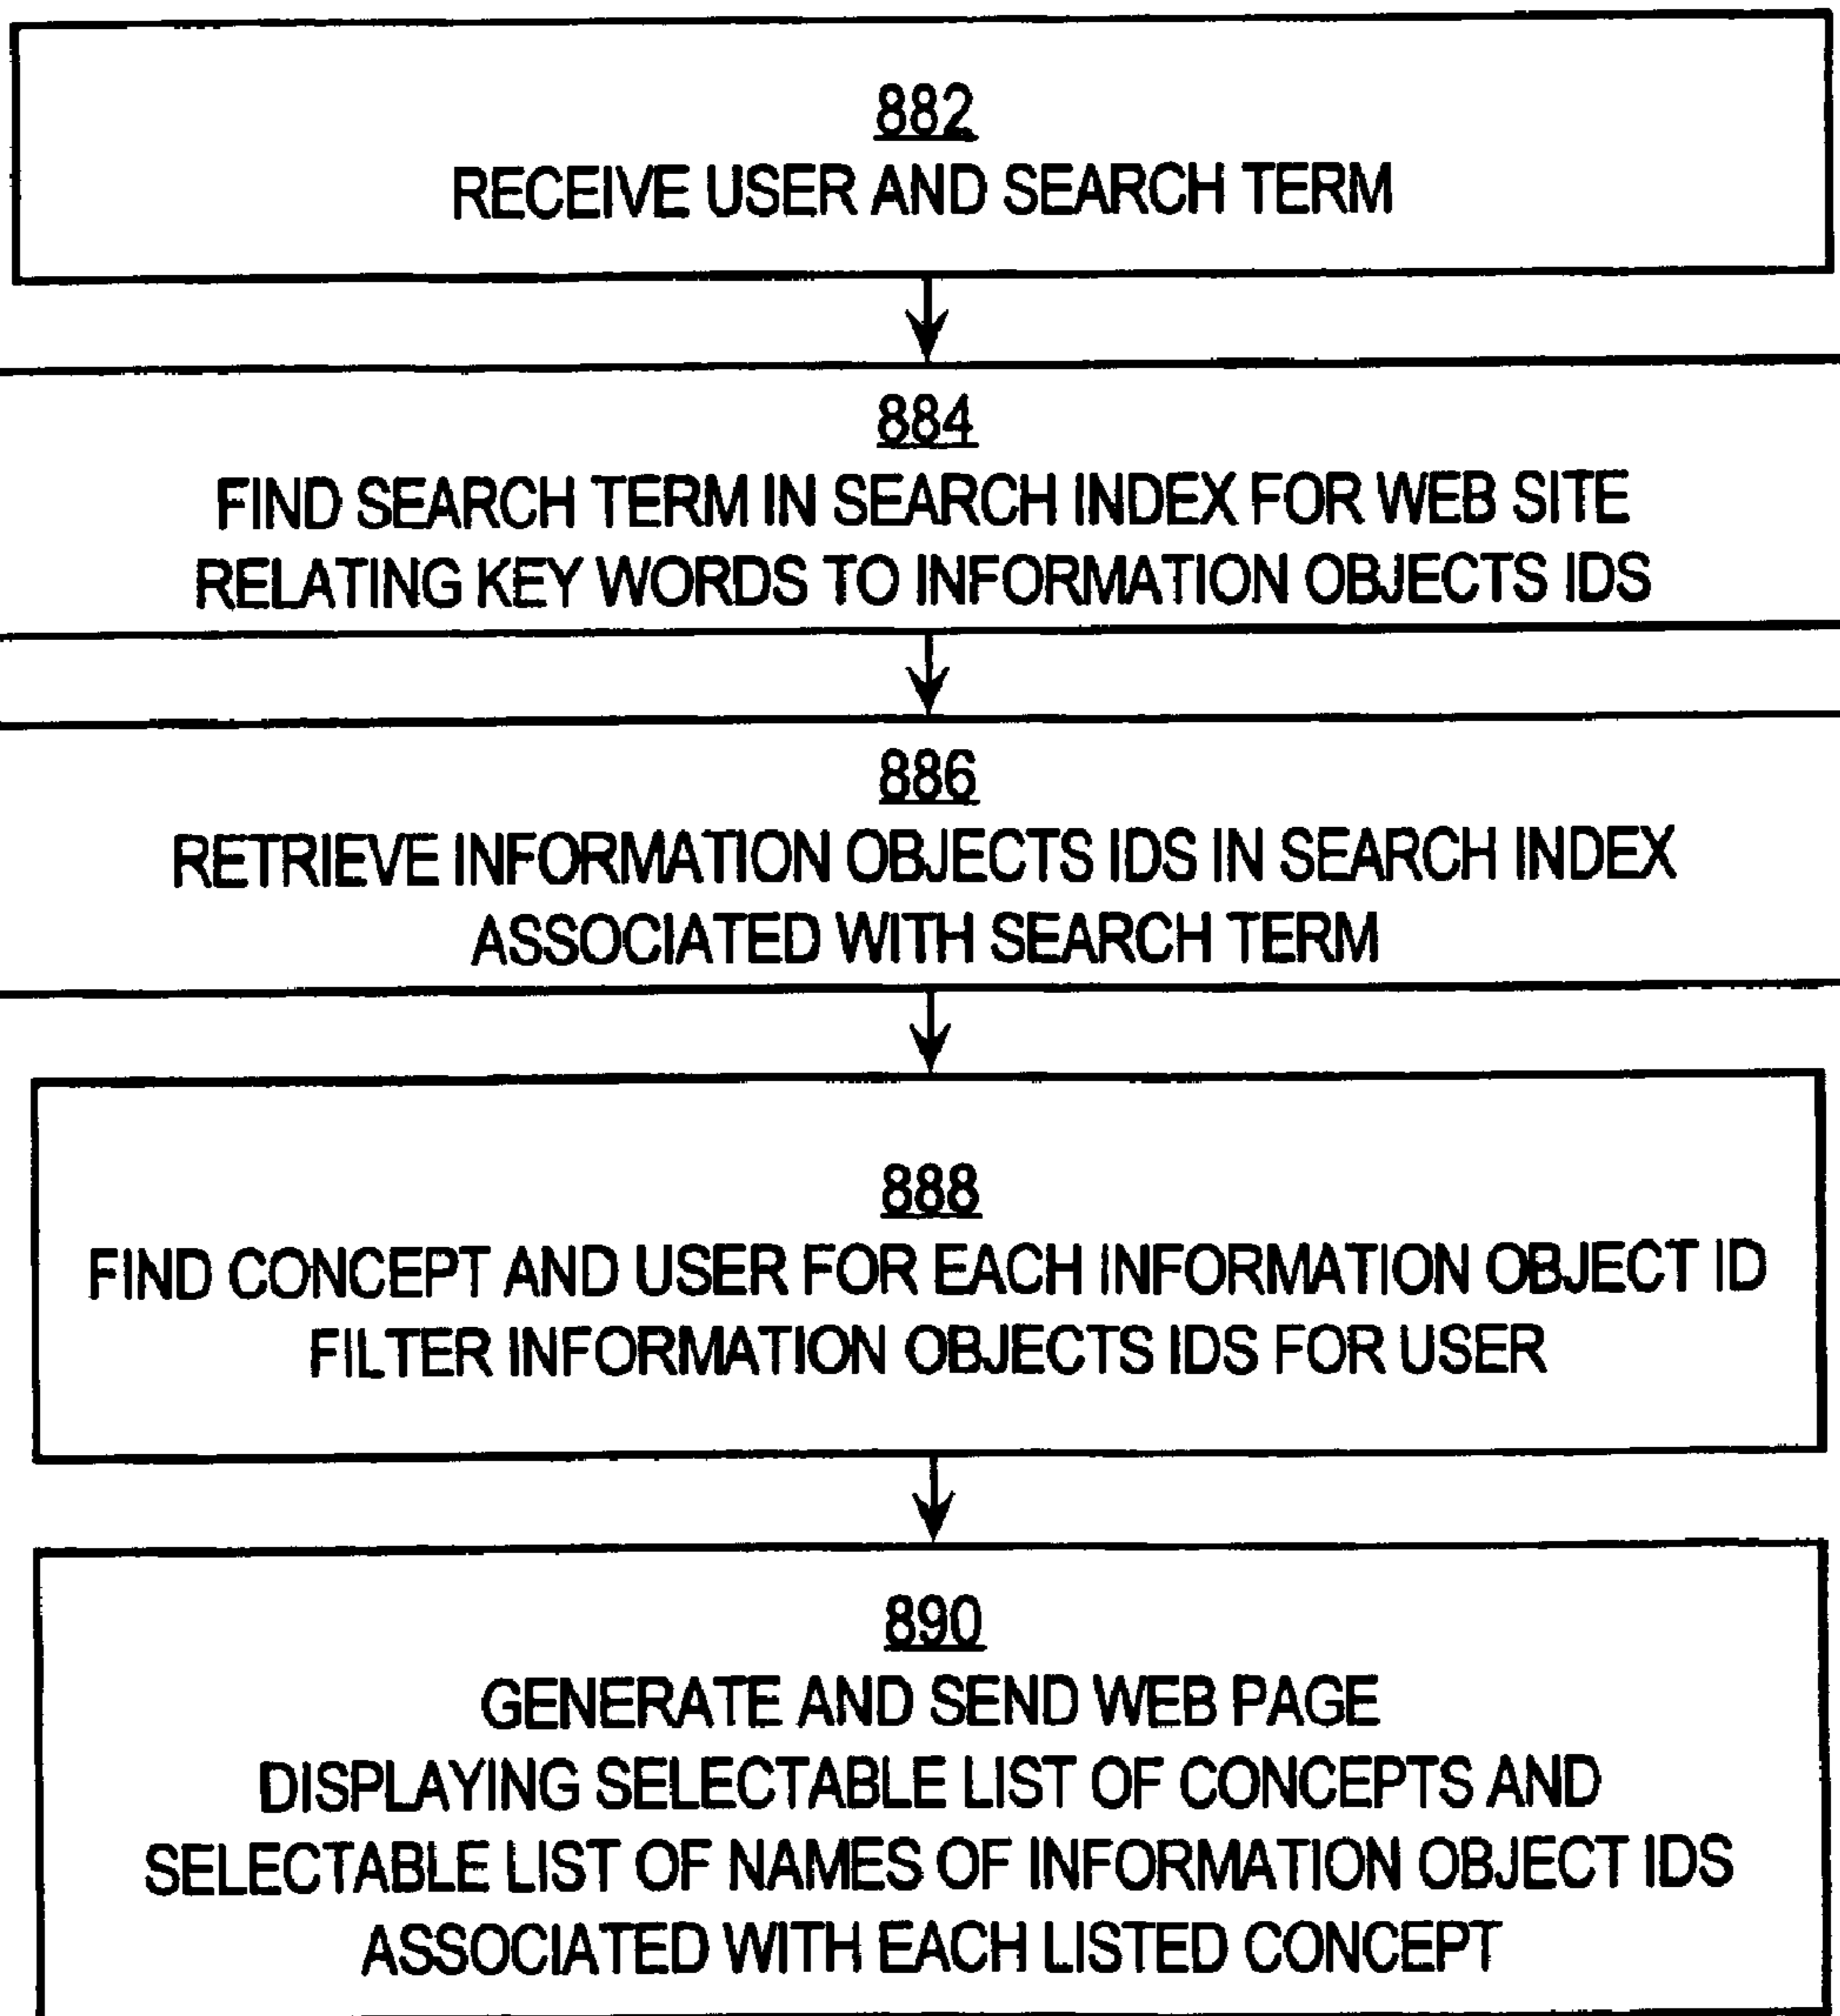 882
RECEIVE USER AND SEARCH TERM
884
FIND SEARCH TERM IN SEARCH INDEX FOR WEB SITE
RELATING KEY WORDS TO INFORMATION OBJECTS IDS
886
RETRIEVE INFORMATION OBJECTS IDS IN SEARCH INDEX
ASSOCIATED WITH SEARCH TERM
888
FIND CONCEPT AND USER FOR EACH INFORMATION OBJECT ID
FILTER INFORMATION OBJECTS IDS FOR USER
890
GENERATE AND SEND WEB PAGE
DISPLAYING SELECTABLE LIST OF CONCEPTS AND
SELECTABLE LIST OF NAMES OF INFORMATION OBJECT IDS
ASSOCIATED WITH EACH LISTED CONCEPT